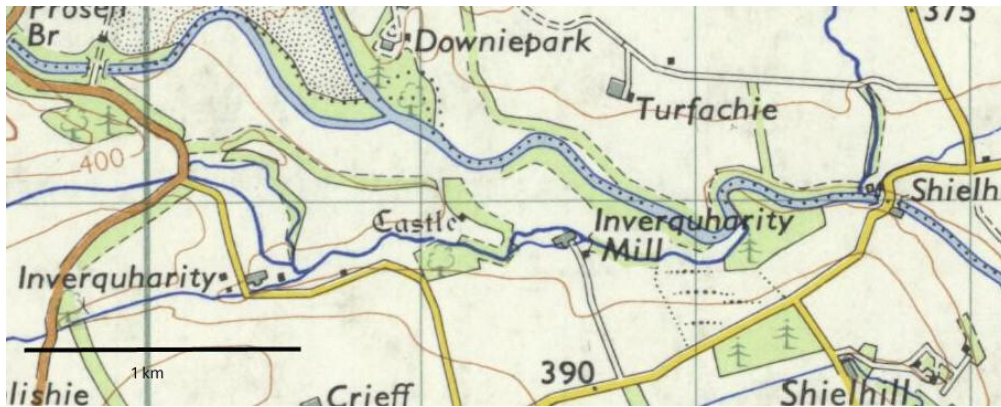 Prosen
Br
Downiepark
375
Turfachie
400
Castle
Inverquharity
Mill
Shielh
Inverquharity
1 km
390
lishie
Crieff
Shielhill